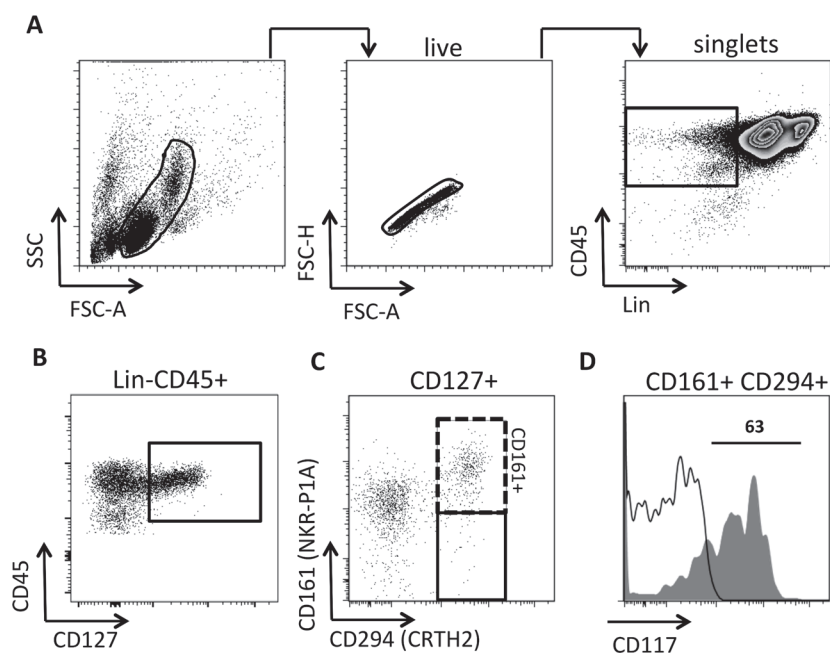 A
live
singlets
SSC
FSC-A
FSC-H
FSC-A
CD45
Lin
B
Lin-CD45+
CD45
CD127
C
CD127+
CD161+
CD161 (NKR-P1A)
CD294 (CRTH2)
D
CD161+ CD294+
63
CD117